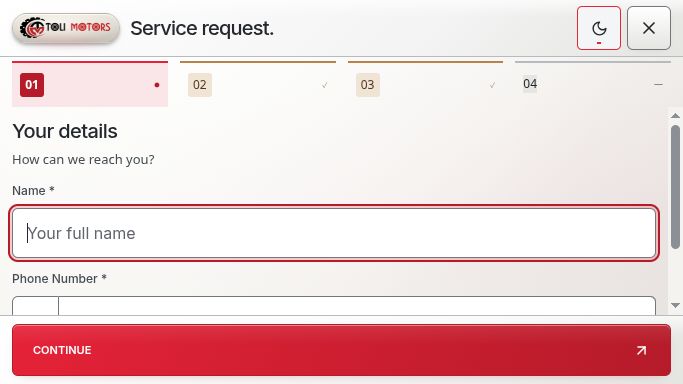 TOLI MOTORS
Service request.
01
02
03
04
Your details
How can we reach you?
Name *
Your full name
Phone Number *
CONTINUE